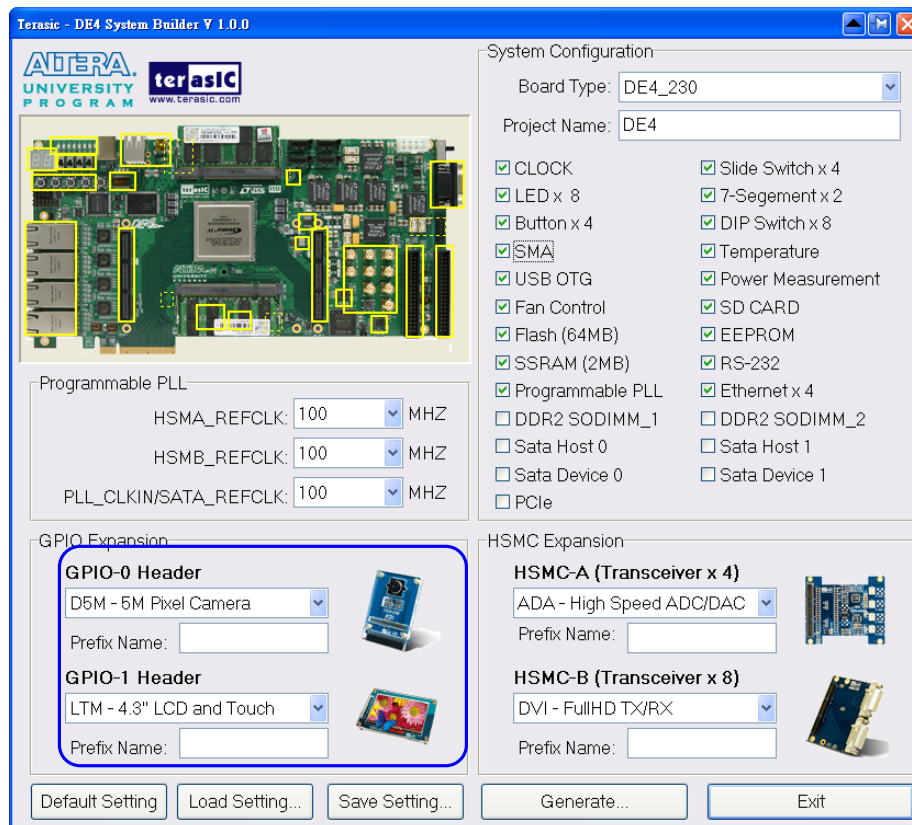 Terasic - DE4 System Builder V 1.0.0
ALTERA.
UNIVERSITY
PROGRAM
terasIC
www.terasic.com
System Configuration
Board Type: DE4_230
Project Name: DE4
CLOCK
Slide Switch x 4
LED x 8
7-Segement x 2
Button x 4
DIP Switch x 8
SMA
Temperature
USB OTG
Power Measurement
Fan Control
SD CARD
Flash (64MB)
EEPROM
SSRAM (2MB)
RS-232
Programmable PLL
Ethernet x 4
DDR2 SODIMM_1
DDR2 SODIMM_2
Sata Host 0
Sata Host 1
Sata Device 0
Sata Device 1
PCIe
Programmable PLL
HSMA_REFCLK: 100 MHZ
HSMB_REFCLK: 100 MHZ
PLL_CLKIN/SATA_REFCLK: 100 MHZ
GPIO Expansion
GPIO-0 Header
D5M - 5M Pixel Camera
Prefix Name:
GPIO-1 Header
LTM - 4.3" LCD and Touch
Prefix Name:
HSMC Expansion
HSMC-A (Transceiver x 4)
ADA - High Speed ADC/DAC
Prefix Name:
HSMC-B (Transceiver x 8)
DVI - FullHD TX/RX
Prefix Name:
Default Setting
Load Setting...
Save Setting...
Generate...
Exit